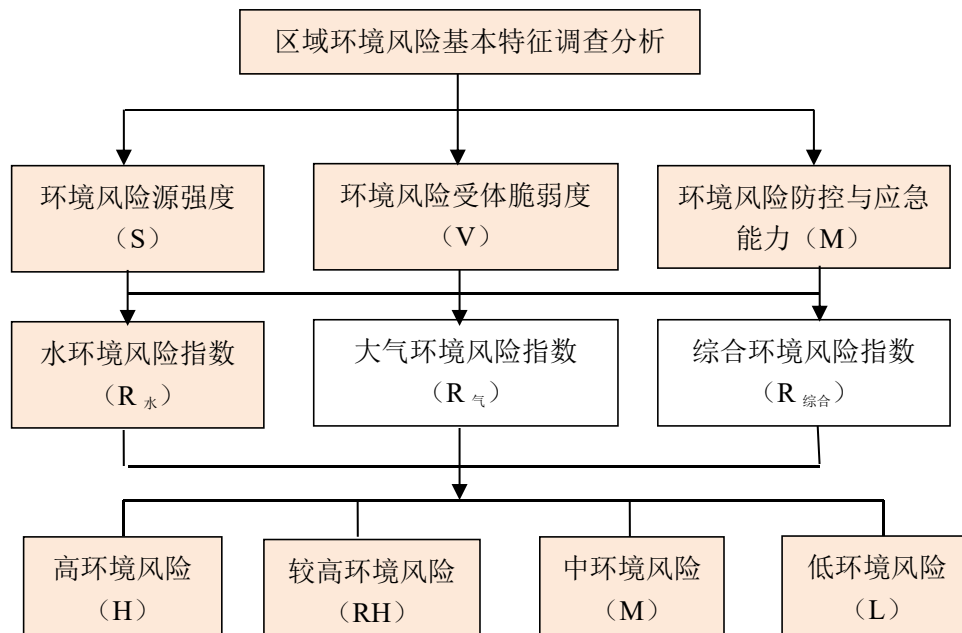 区域环境风险基本特征调查分析
环境风险源强度
（S）
环境风险受体脆弱度
（V）
环境风险防控与应急
能力（M）
水环境风险指数
（R 水）
大气环境风险指数
（R 气）
综合环境风险指数
（R 综合）
高环境风险
（H）
较高环境风险
（RH）
中环境风险
（M）
低环境风险
（L）